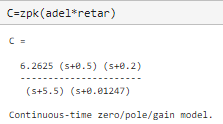 C=zpk(adel*retar)
C =
6.2625 (s+0.5) (s+0.2)
----------------------
(s+5.5) (s+0.01247)
Continuous-time zero/pole/gain model.